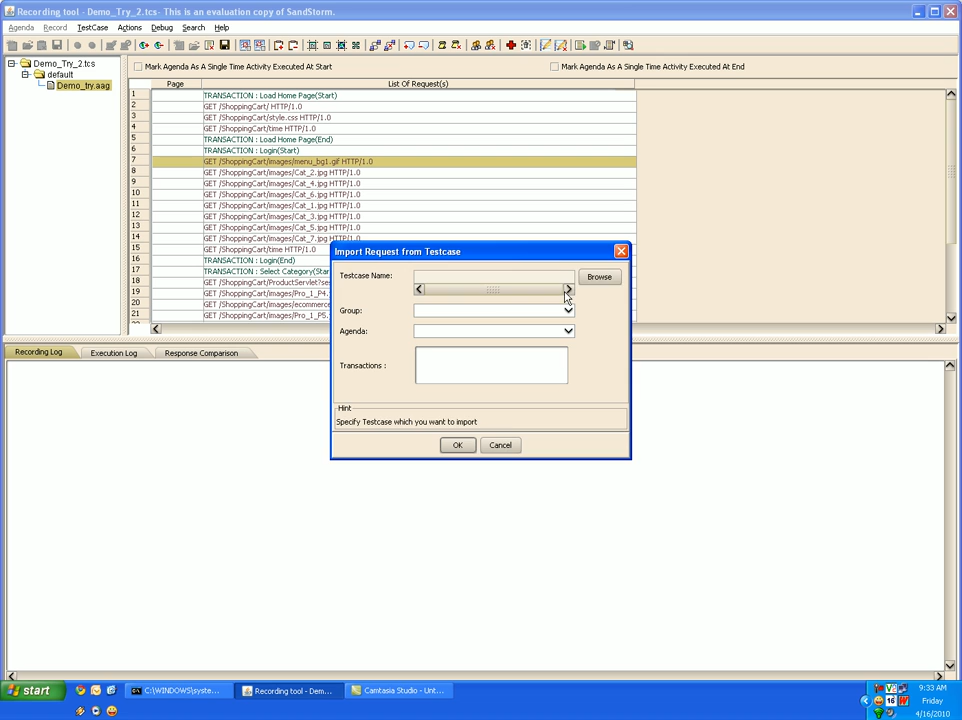 Recording tool - Demo_Try_2.tcs- This is an evaluation copy of SandStorm.
Agenda Record TestCase Actions Debug Search Help
Demo_Try_2.tcs
default
Demo_try.aag
Mark Agenda As A Single Time Activity Executed At Start
Mark Agenda As A Single Time Activity Executed At End
Page List Of Request(s)
1 TRANSACTION : Load Home Page(Start)
2 GET /ShoppingCart/ HTTP/1.0
3 GET /ShoppingCart/style.css HTTP/1.0
4 GET /ShoppingCart/time HTTP/1.0
5 TRANSACTION : Load Home Page(End)
6 TRANSACTION : Login(Start)
7 GET /ShoppingCart/images/menu_bg1.gif HTTP/1.0
8 GET /ShoppingCart/images/Cat_2.jpg HTTP/1.0
9 GET /ShoppingCart/images/Cat_4.jpg HTTP/1.0
10 GET /ShoppingCart/images/Cat_6.jpg HTTP/1.0
11 GET /ShoppingCart/images/Cat_1.jpg HTTP/1.0
12 GET /ShoppingCart/images/Cat_3.jpg HTTP/1.0
13 GET /ShoppingCart/images/Cat_5.jpg HTTP/1.0
14 GET /ShoppingCart/images/Cat_7.jpg HTTP/1.0
15 GET /ShoppingCart/time HTTP/1.0
16 TRANSACTION : Login(End)
17 TRANSACTION : Select Category(Star
18 GET /ShoppingCart/ProductServlet?se
19 GET /ShoppingCart/images/Pro_1_P4.
20 GET /ShoppingCart/images/ecommerce
21 GET /ShoppingCart/images/Pro_1_P5.
Import Request from Testcase
Testcase Name:
Browse
Group:
Agenda:
Transactions :
Hint
Specify Testcase which you want to import
OK Cancel
Recording Log Execution Log Response Comparison
start
C:\WINDOWS\syste...
Recording tool - Dem...
Camtasia Studio - Unt...
16
9:33 AM
Friday
4/16/2010